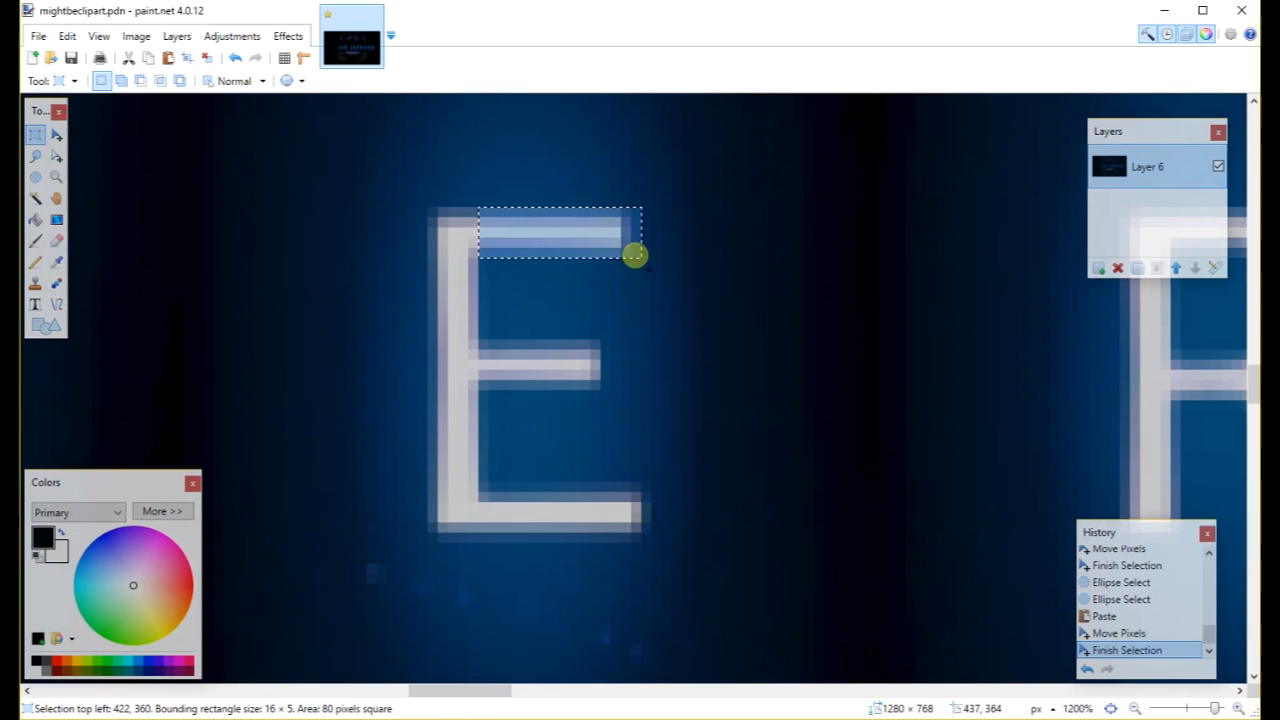 mightbeclipart.pdn - paint.net 4.0.12
File Edit View Image Layers Adjustments Effects
Tool: Normal
To...
Layers
Layer 6
E
Colors
Primary More >>
History
Move Pixels
Finish Selection
Ellipse Select
Ellipse Select
Paste
Move Pixels
Finish Selection
Selection top left: 422, 360. Bounding rectangle size: 16 × 5. Area: 80 pixels square 1280 × 768 437, 364 px 1200%